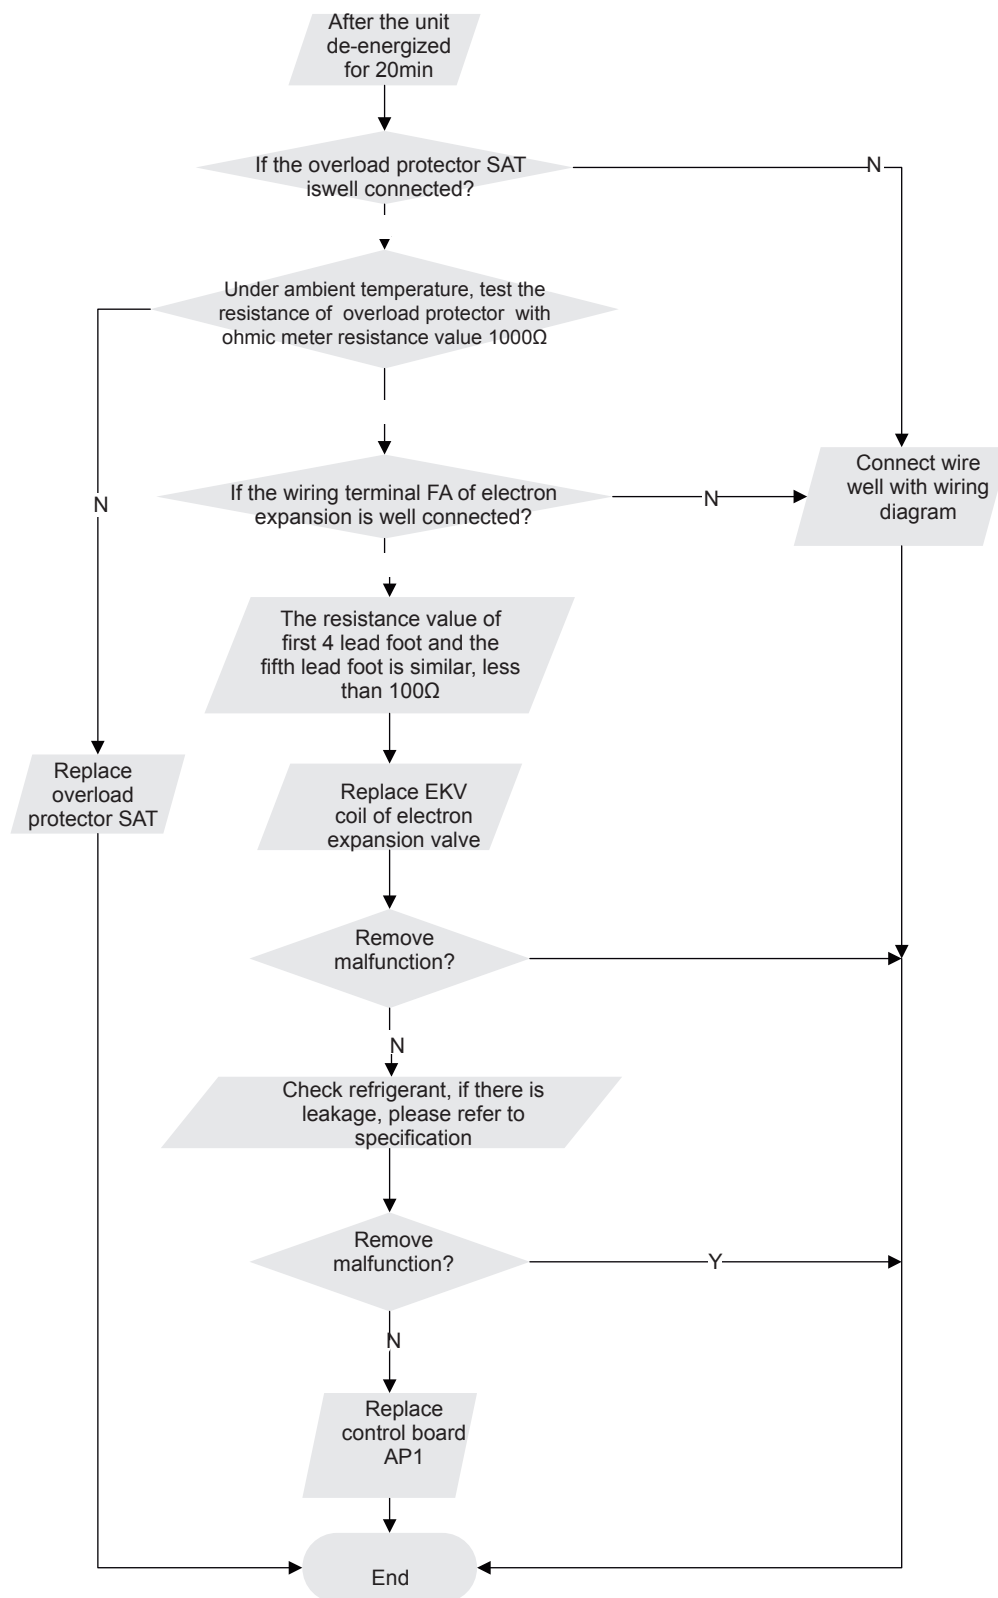 After the unit
de-energized
for 20min
If the overload protector SAT
iswell connected?
N
Under ambient temperature, test the
resistance of overload protector with
ohmic meter resistance value 1000Ω
N
If the wiring terminal FA of electron
expansion is well connected?
N
Connect wire
well with wiring
diagram
The resistance value of
first 4 lead foot and the
fifth lead foot is similar, less
than 100Ω
Replace
overload
protector SAT
Replace EKV
coil of electron
expansion valve
Remove
malfunction?
N
Check refrigerant, if there is
leakage, please refer to
specification
Remove
malfunction?
Y
N
Replace
control board
AP1
End